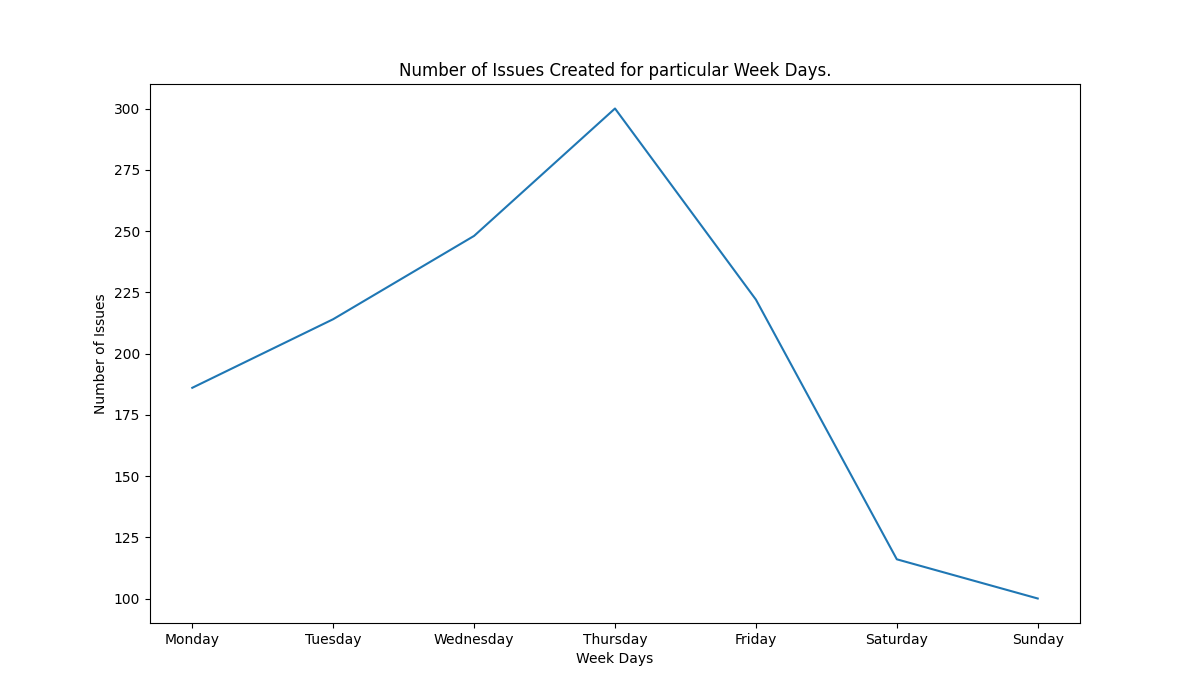 Number of Issues Created for particular Week Days.
Number of Issues
300
275
250
225
200
175
150
125
100
Monday Tuesday Wednesday Thursday Friday Saturday Sunday
Week Days